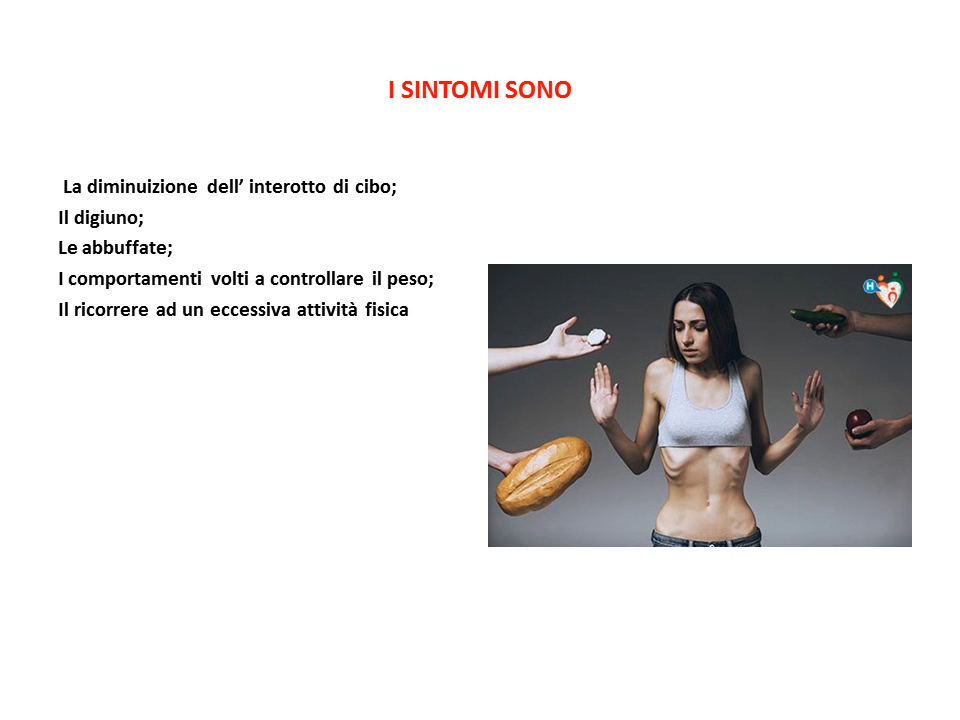 I SINTOMI SONO
La diminuizione dell’ interotto di cibo;
Il digiuno;
Le abbuffate;
I comportamenti volti a controllare il peso;
Il ricorrere ad un eccessiva attività fisica
H